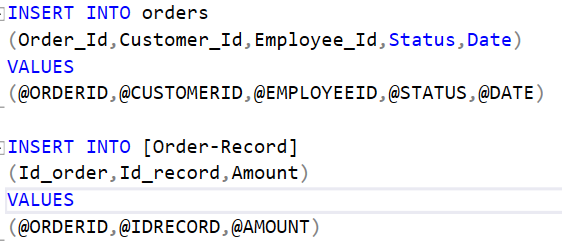 INSERT INTO orders
(Order_Id,Customer_Id,Employee_Id,Status,Date)
VALUES
(@ORDERID,@CUSTOMERID,@EMPLOYEEID,@STATUS,@DATE)
INSERT INTO [Order-Record]
(Id_order,Id_record,Amount)
VALUES
(@ORDERID,@IDRECORD,@AMOUNT)